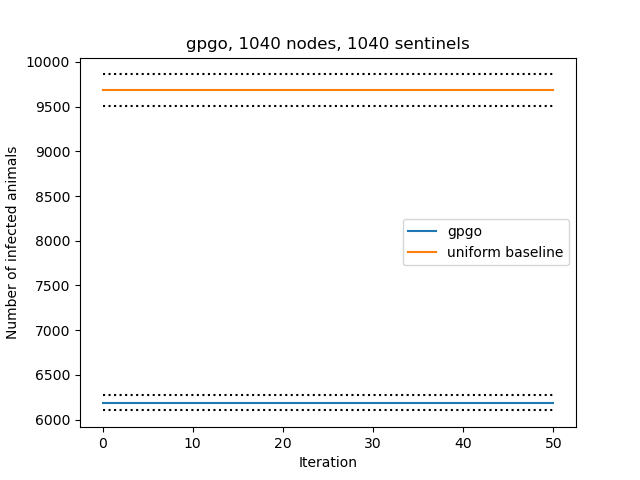 gpgo, 1040 nodes, 1040 sentinels
10000
9500
9000
8500
8000
7500
7000
6500
6000
Number of infected animals
gpgo
uniform baseline
0 10 20 30 40 50
Iteration